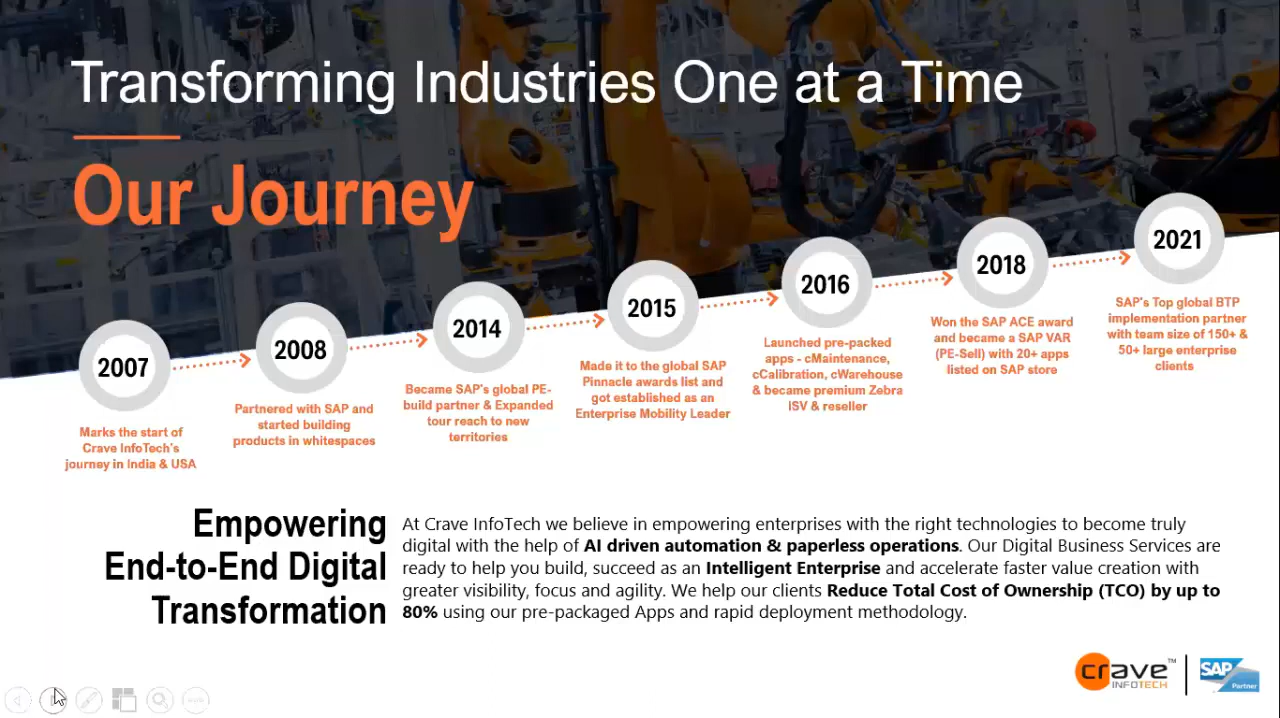 Transforming Industries One at a Time
Our Journey
2007
Marks the start of
Crave InfoTech's
journey in India & USA
2008
Partnered with SAP and
started building
products in whitespaces
2014
Became SAP's global PE-
build partner & Expanded
tour reach to new
territories
2015
Made it to the global SAP
Pinnacle awards list and
got established as an
Enterprise Mobility Leader
2016
Launched pre-packed
apps - cMaintenance,
cCalibration, cWarehouse
& became premium Zebra
ISV & reseller
2018
Won the SAP ACE award
and became a SAP VAR
(PE-Sell) with 20+ apps
listed on SAP store
2021
SAP's Top global BTP
implementation partner
with team size of 150+ &
50+ large enterprise
clients
Empowering
End-to-End Digital
Transformation
At Crave InfoTech we believe in empowering enterprises with the right technologies to become truly
digital with the help of AI driven automation & paperless operations. Our Digital Business Services are
ready to help you build, succeed as an Intelligent Enterprise and accelerate faster value creation with
greater visibility, focus and agility. We help our clients Reduce Total Cost of Ownership (TCO) by up to
80% using our pre-packaged Apps and rapid deployment methodology.
crave™
INFOTECH
SAP
Partner